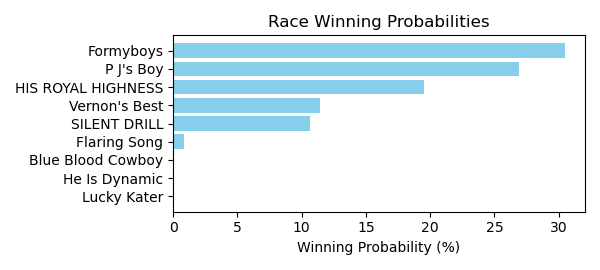 Race Winning Probabilities
Formyboys
P J's Boy
HIS ROYAL HIGHNESS
Vernon's Best
SILENT DRILL
Flaring Song
Blue Blood Cowboy
He Is Dynamic
Lucky Kater
0 5 10 15 20 25 30
Winning Probability (%)